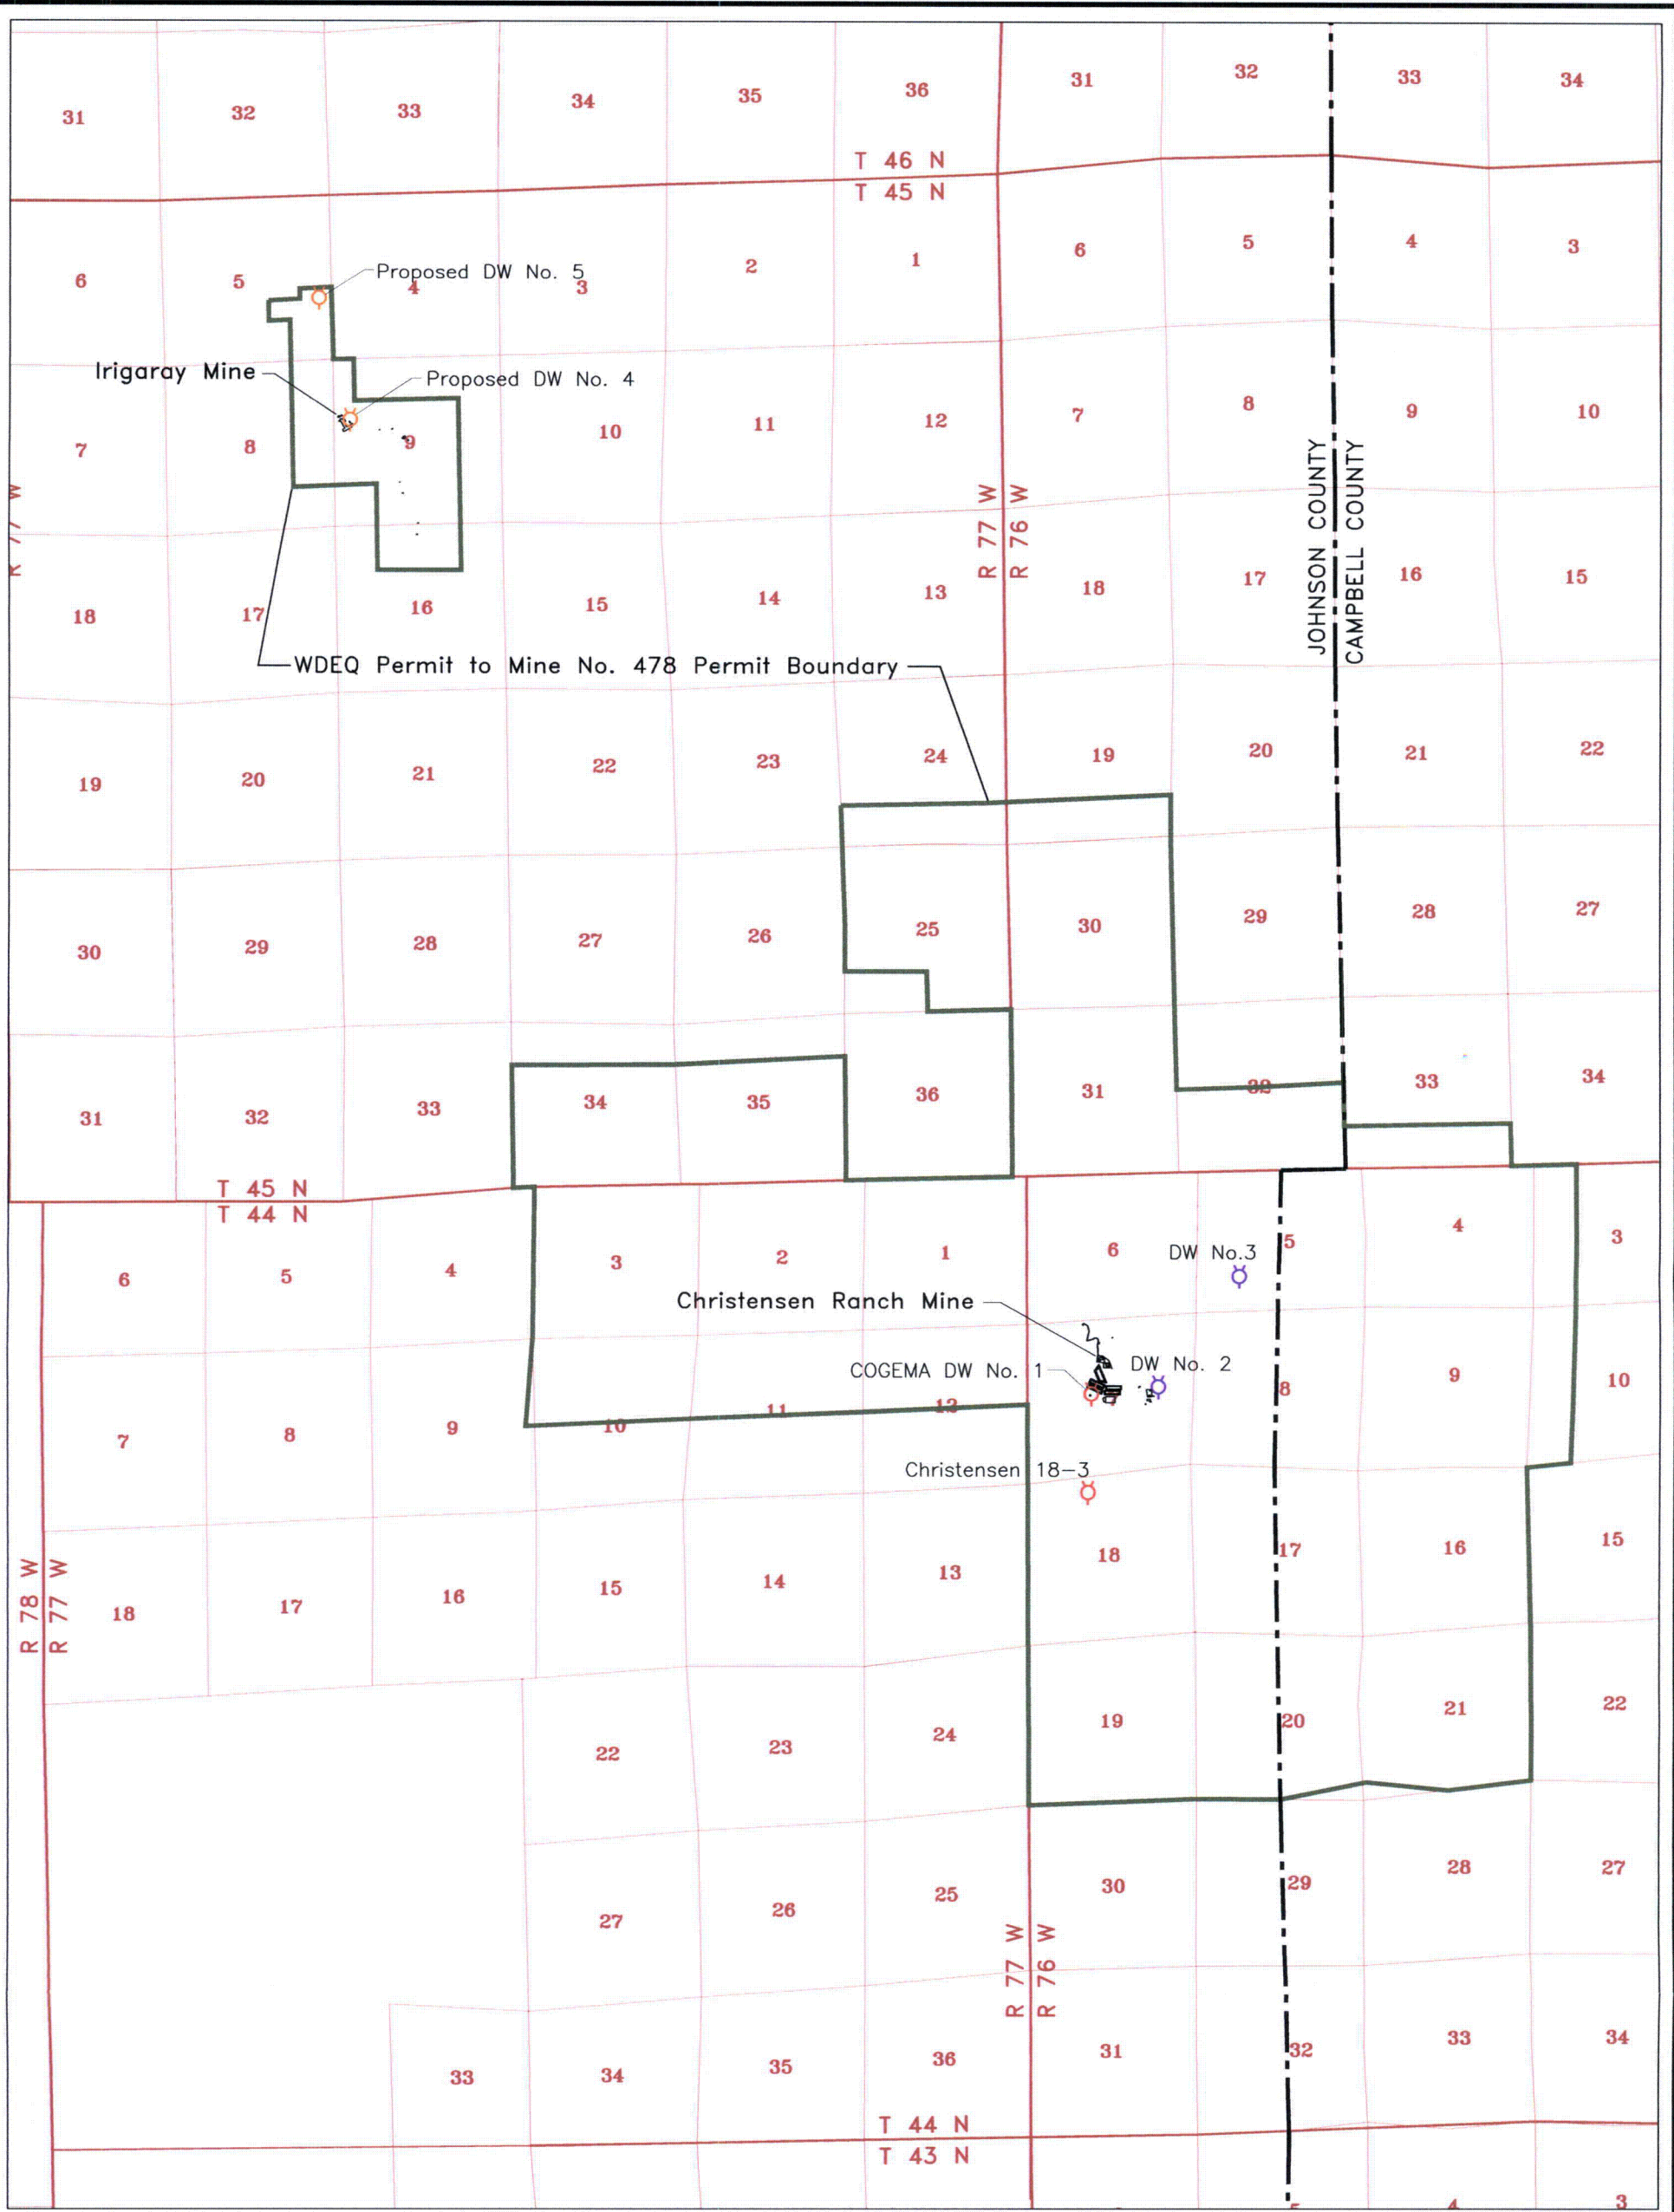 31 32 33 34 35 36 31 32 33 34
T 46 N
T 45 N
6 5 4 3 2 1 6 5 4 3
Proposed DW No. 5
Irigaray Mine
Proposed DW No. 4
7 8 9 10 11 12 7 8 9 10
R 77 W
R 77 W
R 76 W
JOHNSON COUNTY
CAMPBELL COUNTY
18 17 16 15 14 13 18 17 16 15
WDEQ Permit to Mine No. 478 Permit Boundary
19 20 21 22 23 24 19 20 21 22
30 29 28 27 26 25 30 29 28 27
31 32 33 34 35 36 31 32 33 34
T 45 N
T 44 N
6 5 4 3 2 1 6 5 4 3
DW No.3
Christensen Ranch Mine
COGEMA DW No. 1
DW No. 2
7 8 9 10 11 12 8 9 10
Christensen 18-3
R 78 W
R 77 W
18 17 16 15 14 13 18 17 16 15
22 23 24 19 20 21 22
27 26 25 30 29 28 27
R 77 W
R 76 W
33 34 35 36 31 32 33 34
T 44 N
T 43 N
5 4 3